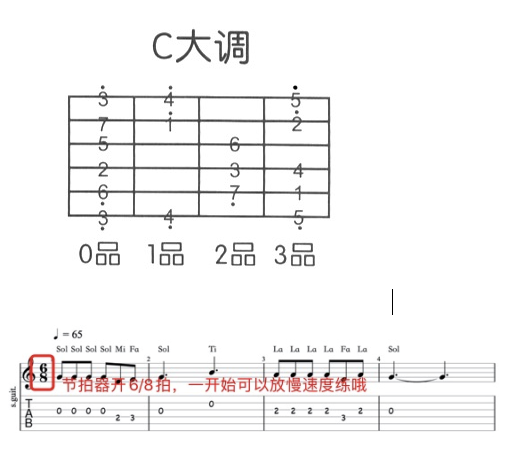 C大调
3 4 5
7 1 2
5 6
2 3 4
6 7 1
3 4 5
0品 1品 2品 3品
♩ = 65
Sol Sol Sol Sol Mi Fa Sol Ti La La La La Fa La Sol
2 3 4
6
8
节拍器开 6/8 拍，一开始可以放慢速度练哦
s.guit.
T
A
B
0 0 0 0 2 3 0 0 2 2 2 2 3 2 0